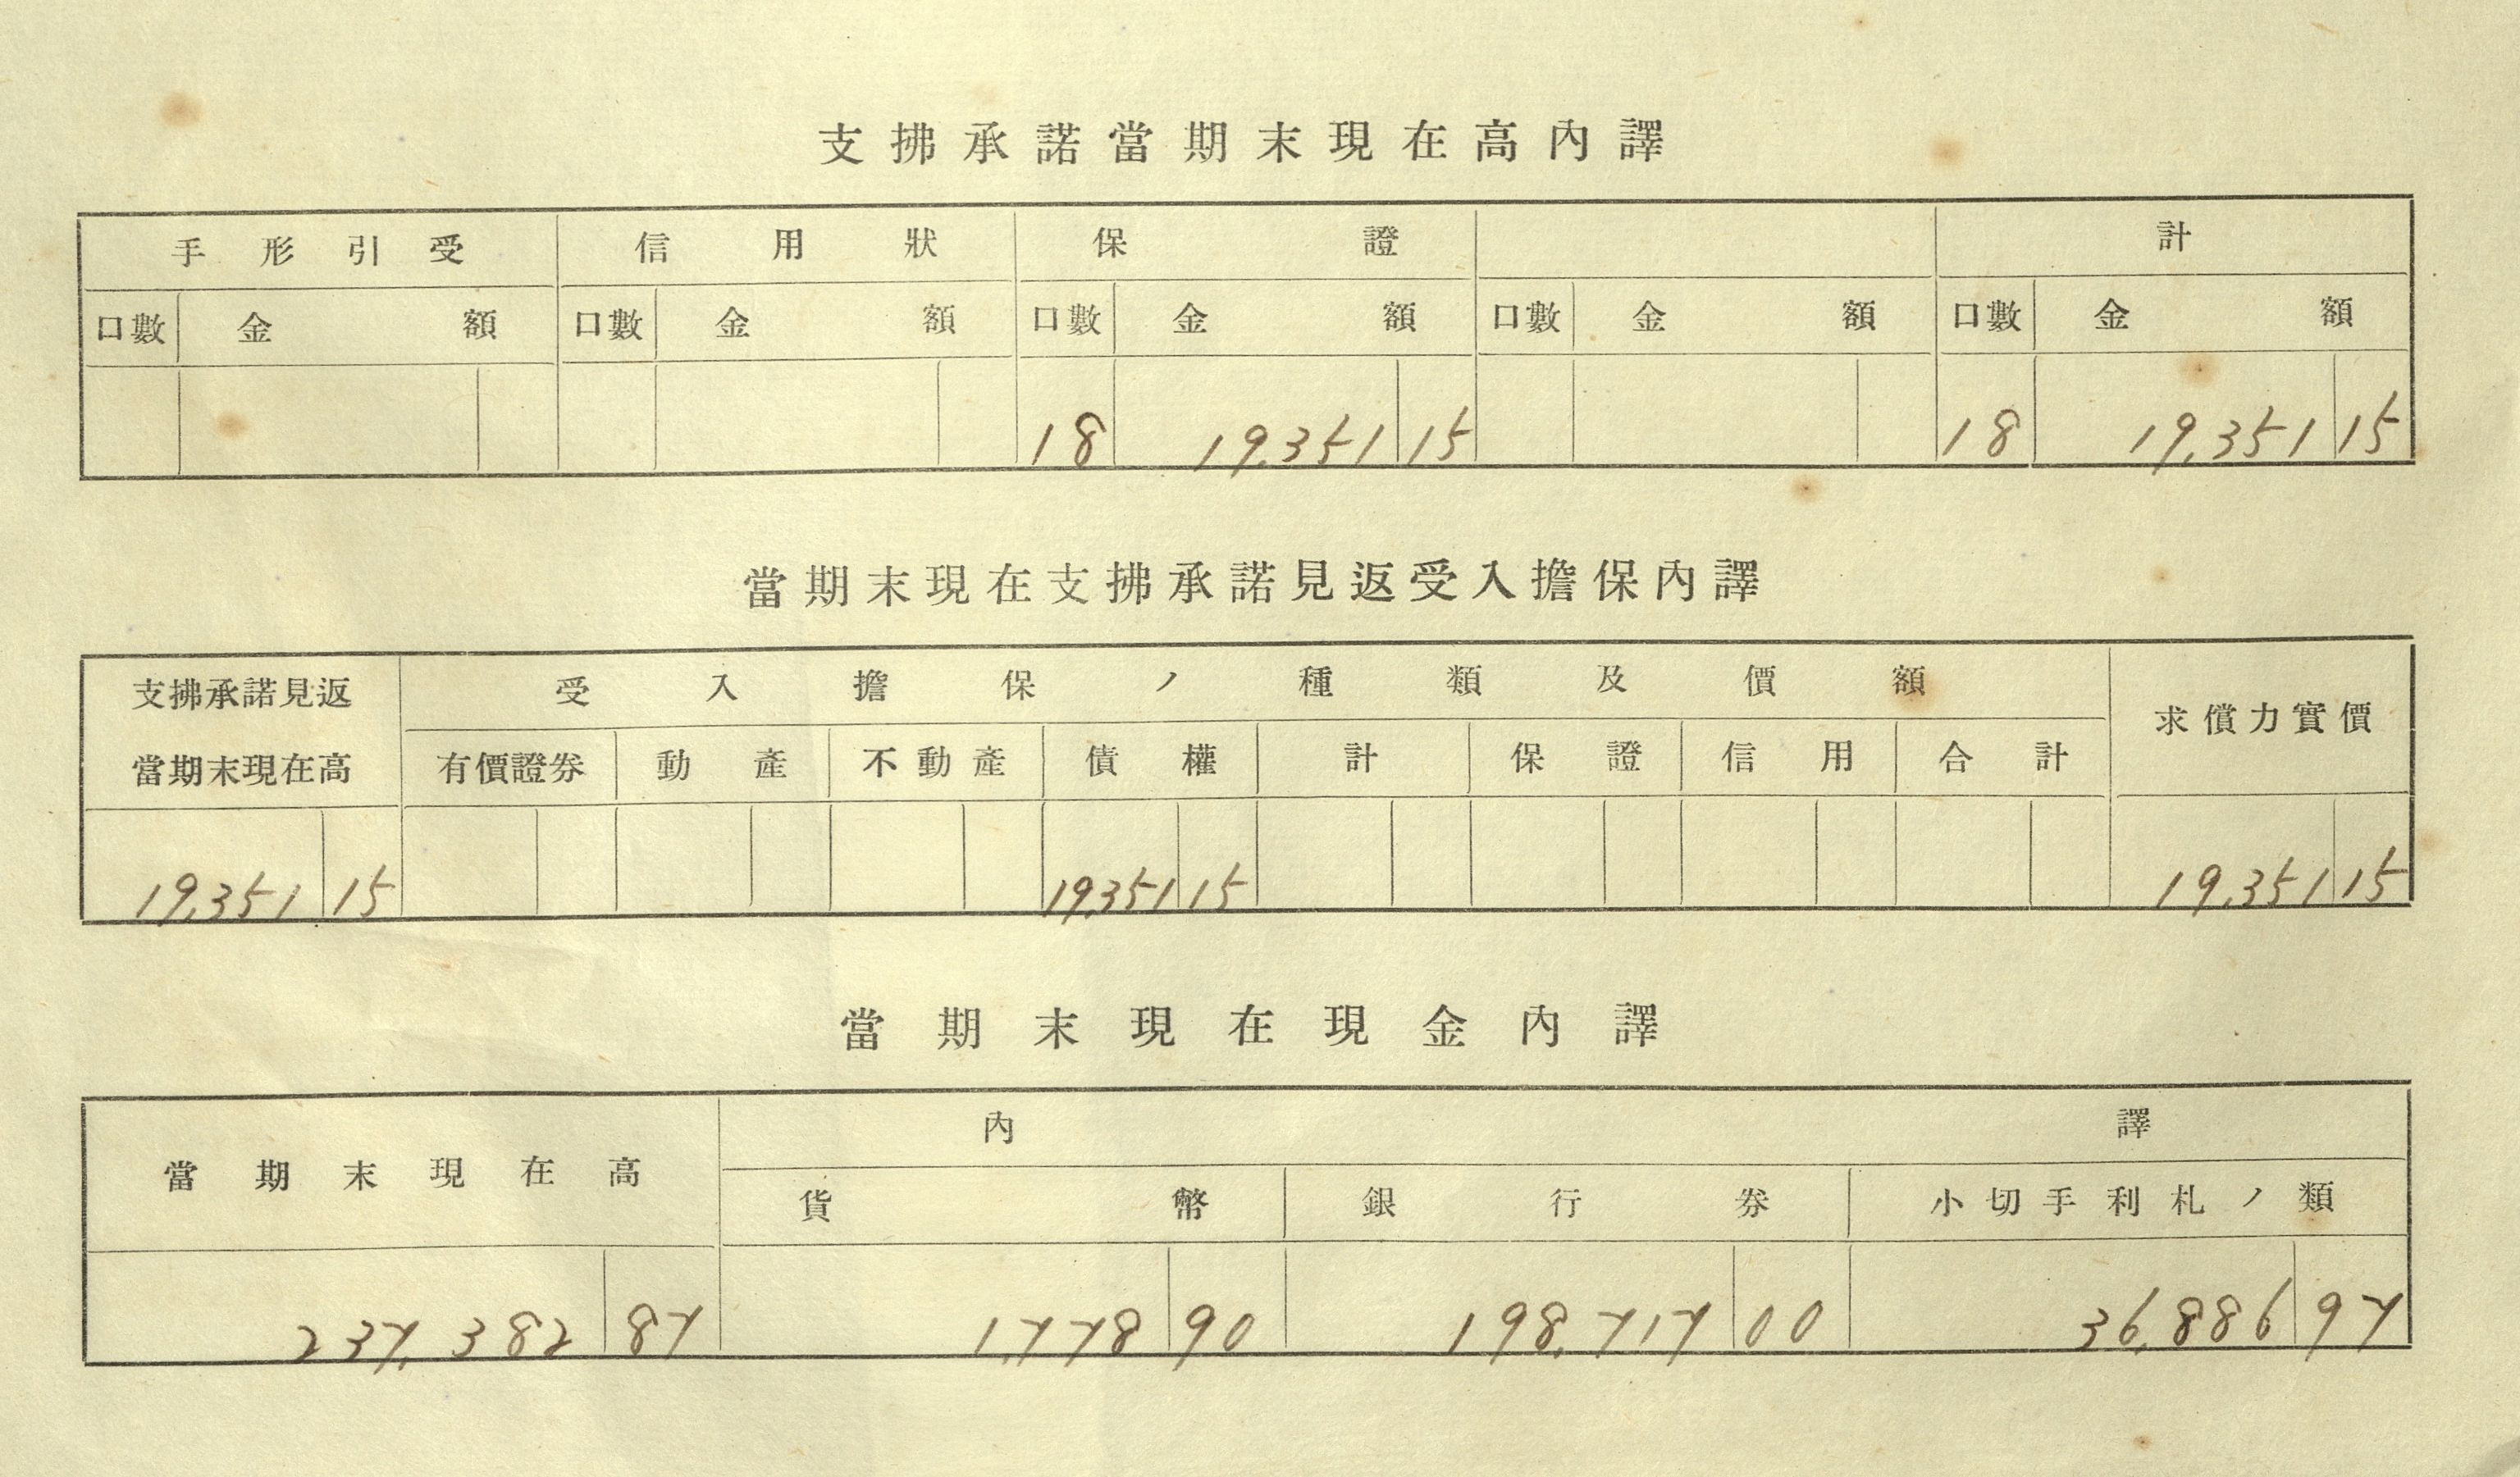 支拂承諾當期末現在高內譯
手形引受 信用狀 保證 計
口數 金額 口數 金額 口數 金額 口數 金額 口數 金額
18 19,351 15 18 19,351 15
當期末現在支拂承諾見返受入擔保內譯
支拂承諾見返 受入擔保ノ種類及價額 求償力實價
當期末現在高 有價證券 動產 不動產 債權 計 保證 信用 合計
19,351 15 19,351 15 19,351 15
當期末現在現金內譯
當期末現在高 內譯
貨幣 銀行券 小切手利札ノ類
237,382 87 1,778 90 198,717 00 36,886 97